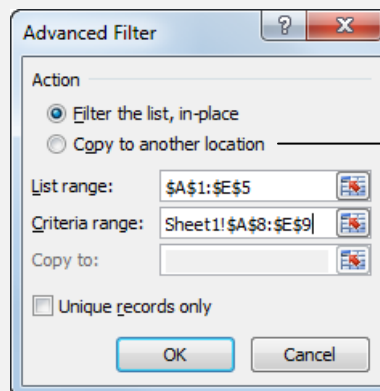 Advanced Filter
?
Action
Filter the list, in-place
Copy to another location
List range: $A$1:$E$5
Criteria range: Sheet1!$A$8:$E$9
Copy to:
Unique records only
OK Cancel